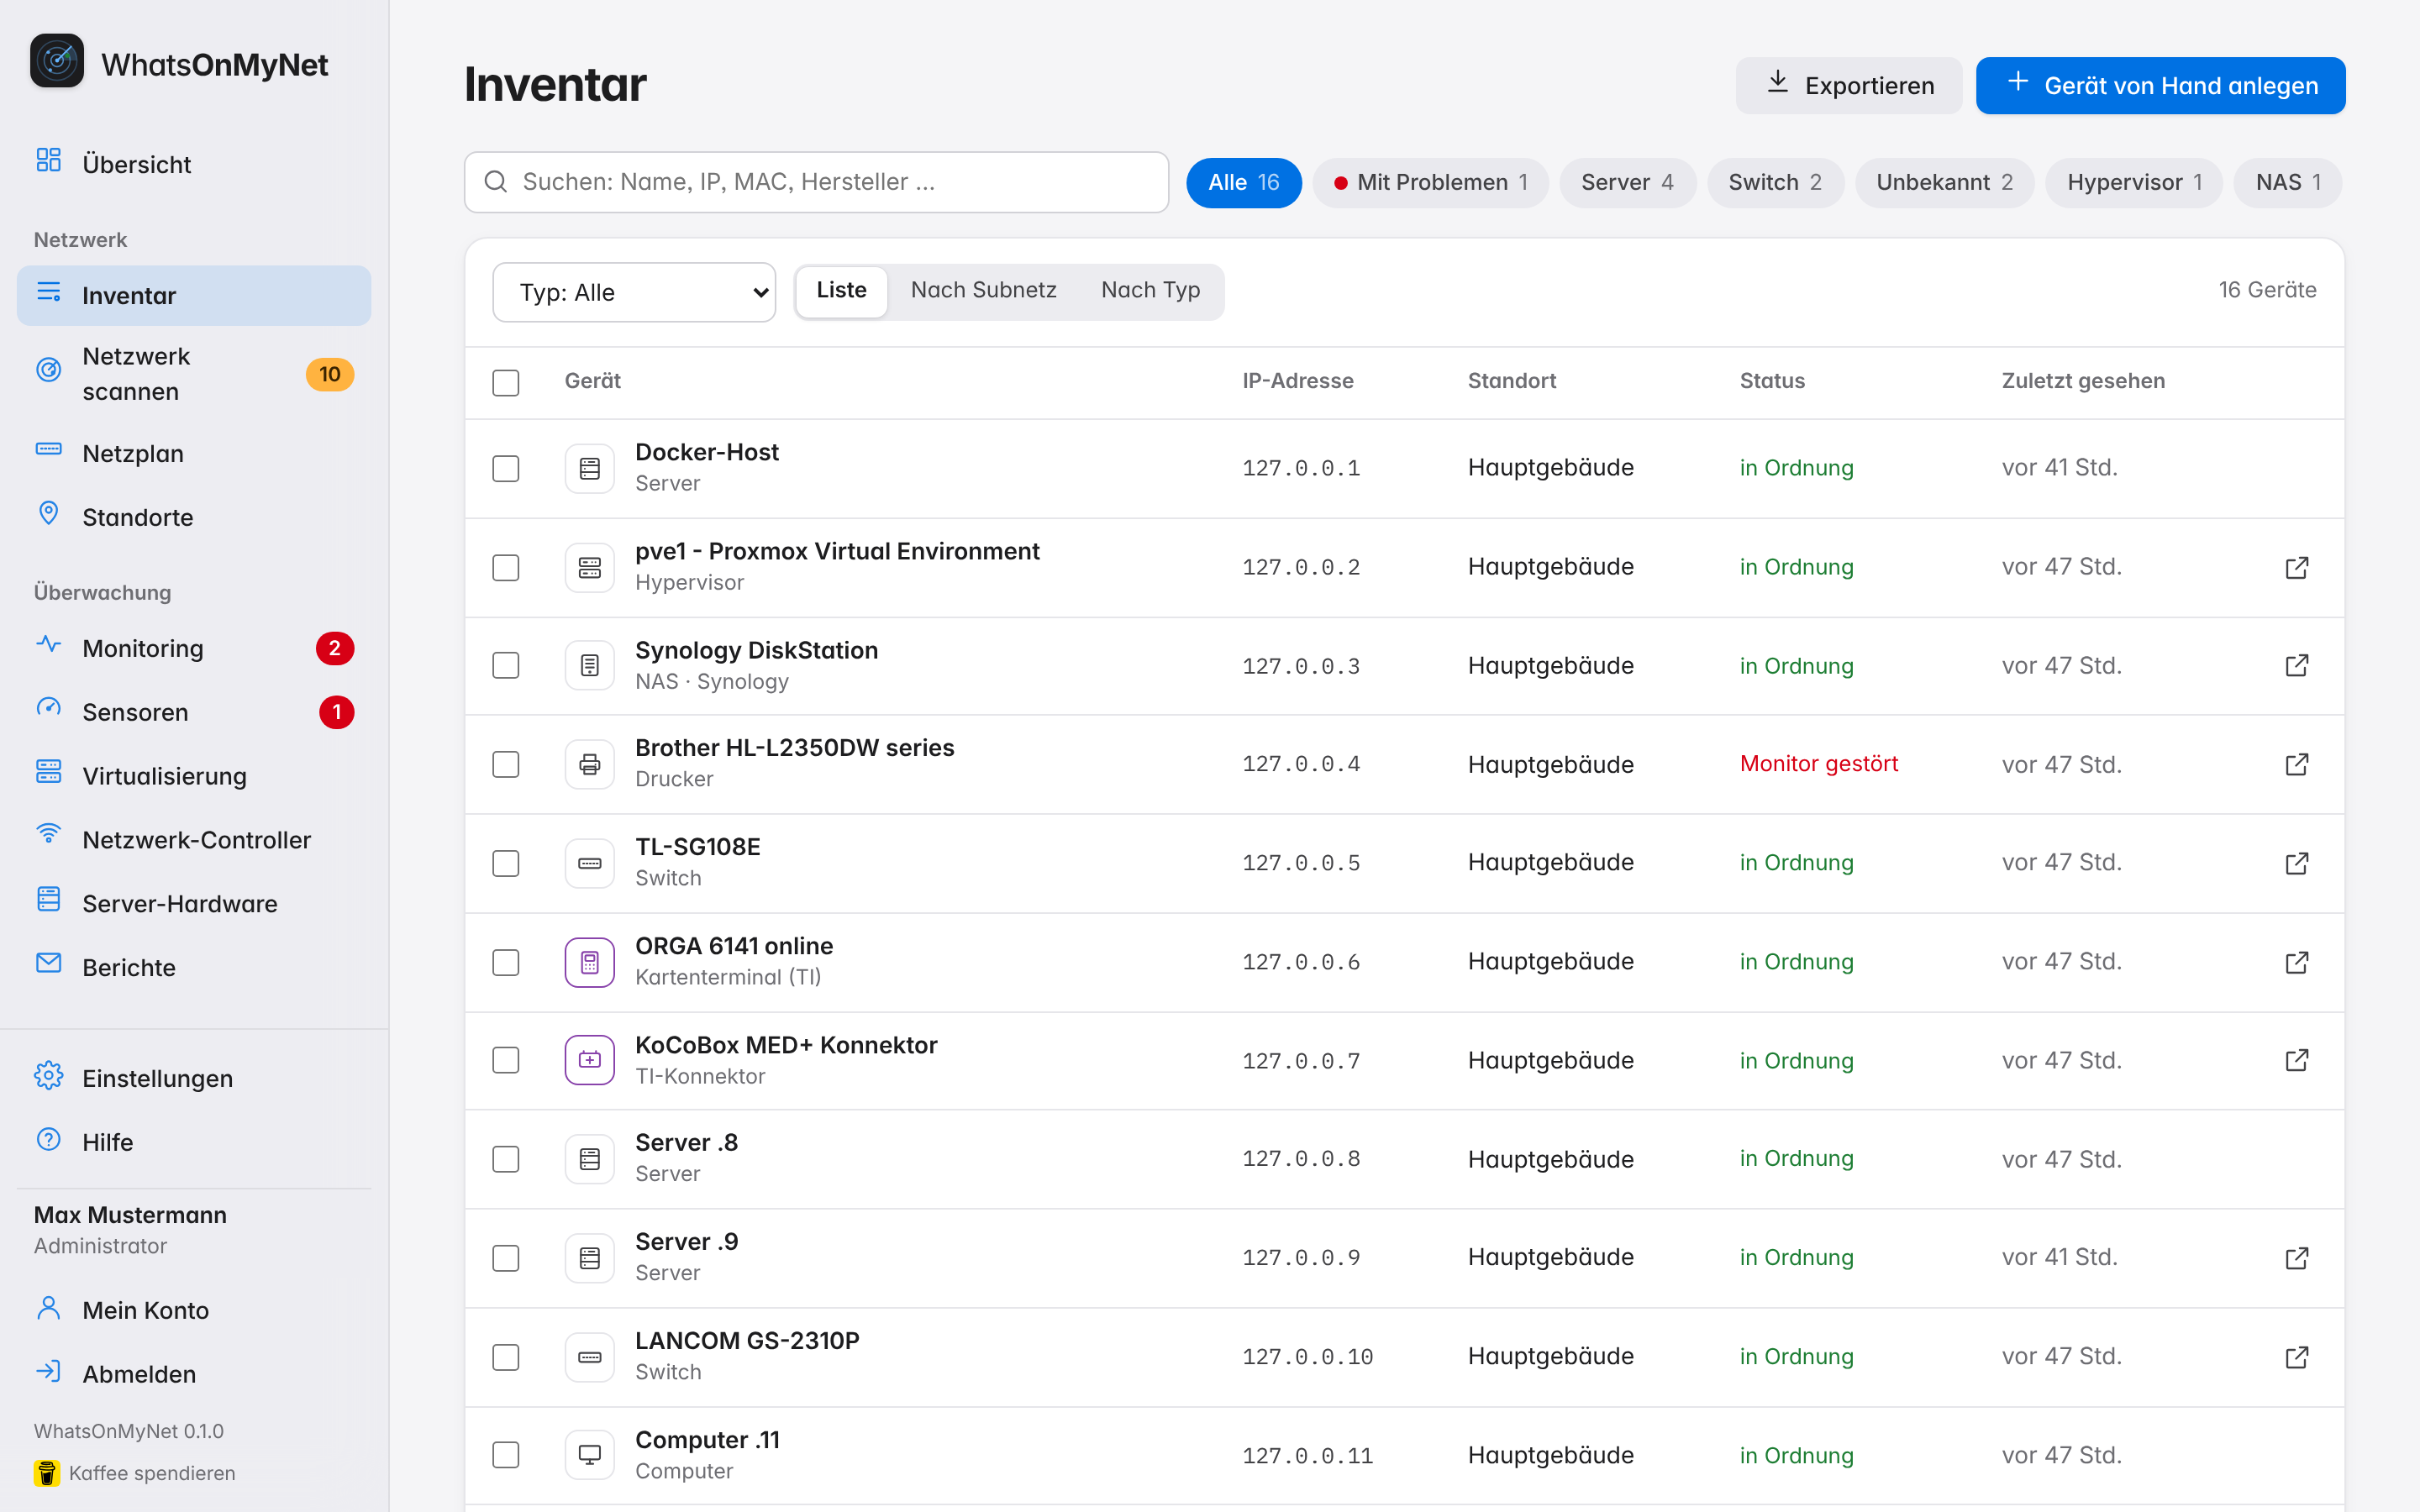 WhatsOnMyNet
Übersicht
Netzwerk
Inventar
Netzwerk
scannen
10
Netzplan
Standorte
Überwachung
Monitoring 2
Sensoren 1
Virtualisierung
Netzwerk-Controller
Server-Hardware
Berichte
Einstellungen
Hilfe
Max Mustermann
Administrator
Mein Konto
Abmelden
WhatsOnMyNet 0.1.0
Kaffee spendieren
Inventar
Exportieren
Gerät von Hand anlegen
Suchen: Name, IP, MAC, Hersteller ...
Alle 16
Mit Problemen 1
Server 4
Switch 2
Unbekannt 2
Hypervisor 1
NAS 1
Typ: Alle
Liste
Nach Subnetz
Nach Typ
16 Geräte
Gerät IP-Adresse Standort Status Zuletzt gesehen
Docker-Host
Server
127.0.0.1 Hauptgebäude in Ordnung vor 41 Std.
pve1 - Proxmox Virtual Environment
Hypervisor
127.0.0.2 Hauptgebäude in Ordnung vor 47 Std.
Synology DiskStation
NAS · Synology
127.0.0.3 Hauptgebäude in Ordnung vor 47 Std.
Brother HL-L2350DW series
Drucker
127.0.0.4 Hauptgebäude Monitor gestört vor 47 Std.
TL-SG108E
Switch
127.0.0.5 Hauptgebäude in Ordnung vor 47 Std.
ORGA 6141 online
Kartenterminal (TI)
127.0.0.6 Hauptgebäude in Ordnung vor 47 Std.
KoCoBox MED+ Konnektor
TI-Konnektor
127.0.0.7 Hauptgebäude in Ordnung vor 47 Std.
Server .8
Server
127.0.0.8 Hauptgebäude in Ordnung vor 47 Std.
Server .9
Server
127.0.0.9 Hauptgebäude in Ordnung vor 41 Std.
LANCOM GS-2310P
Switch
127.0.0.10 Hauptgebäude in Ordnung vor 47 Std.
Computer .11
Computer
127.0.0.11 Hauptgebäude in Ordnung vor 47 Std.